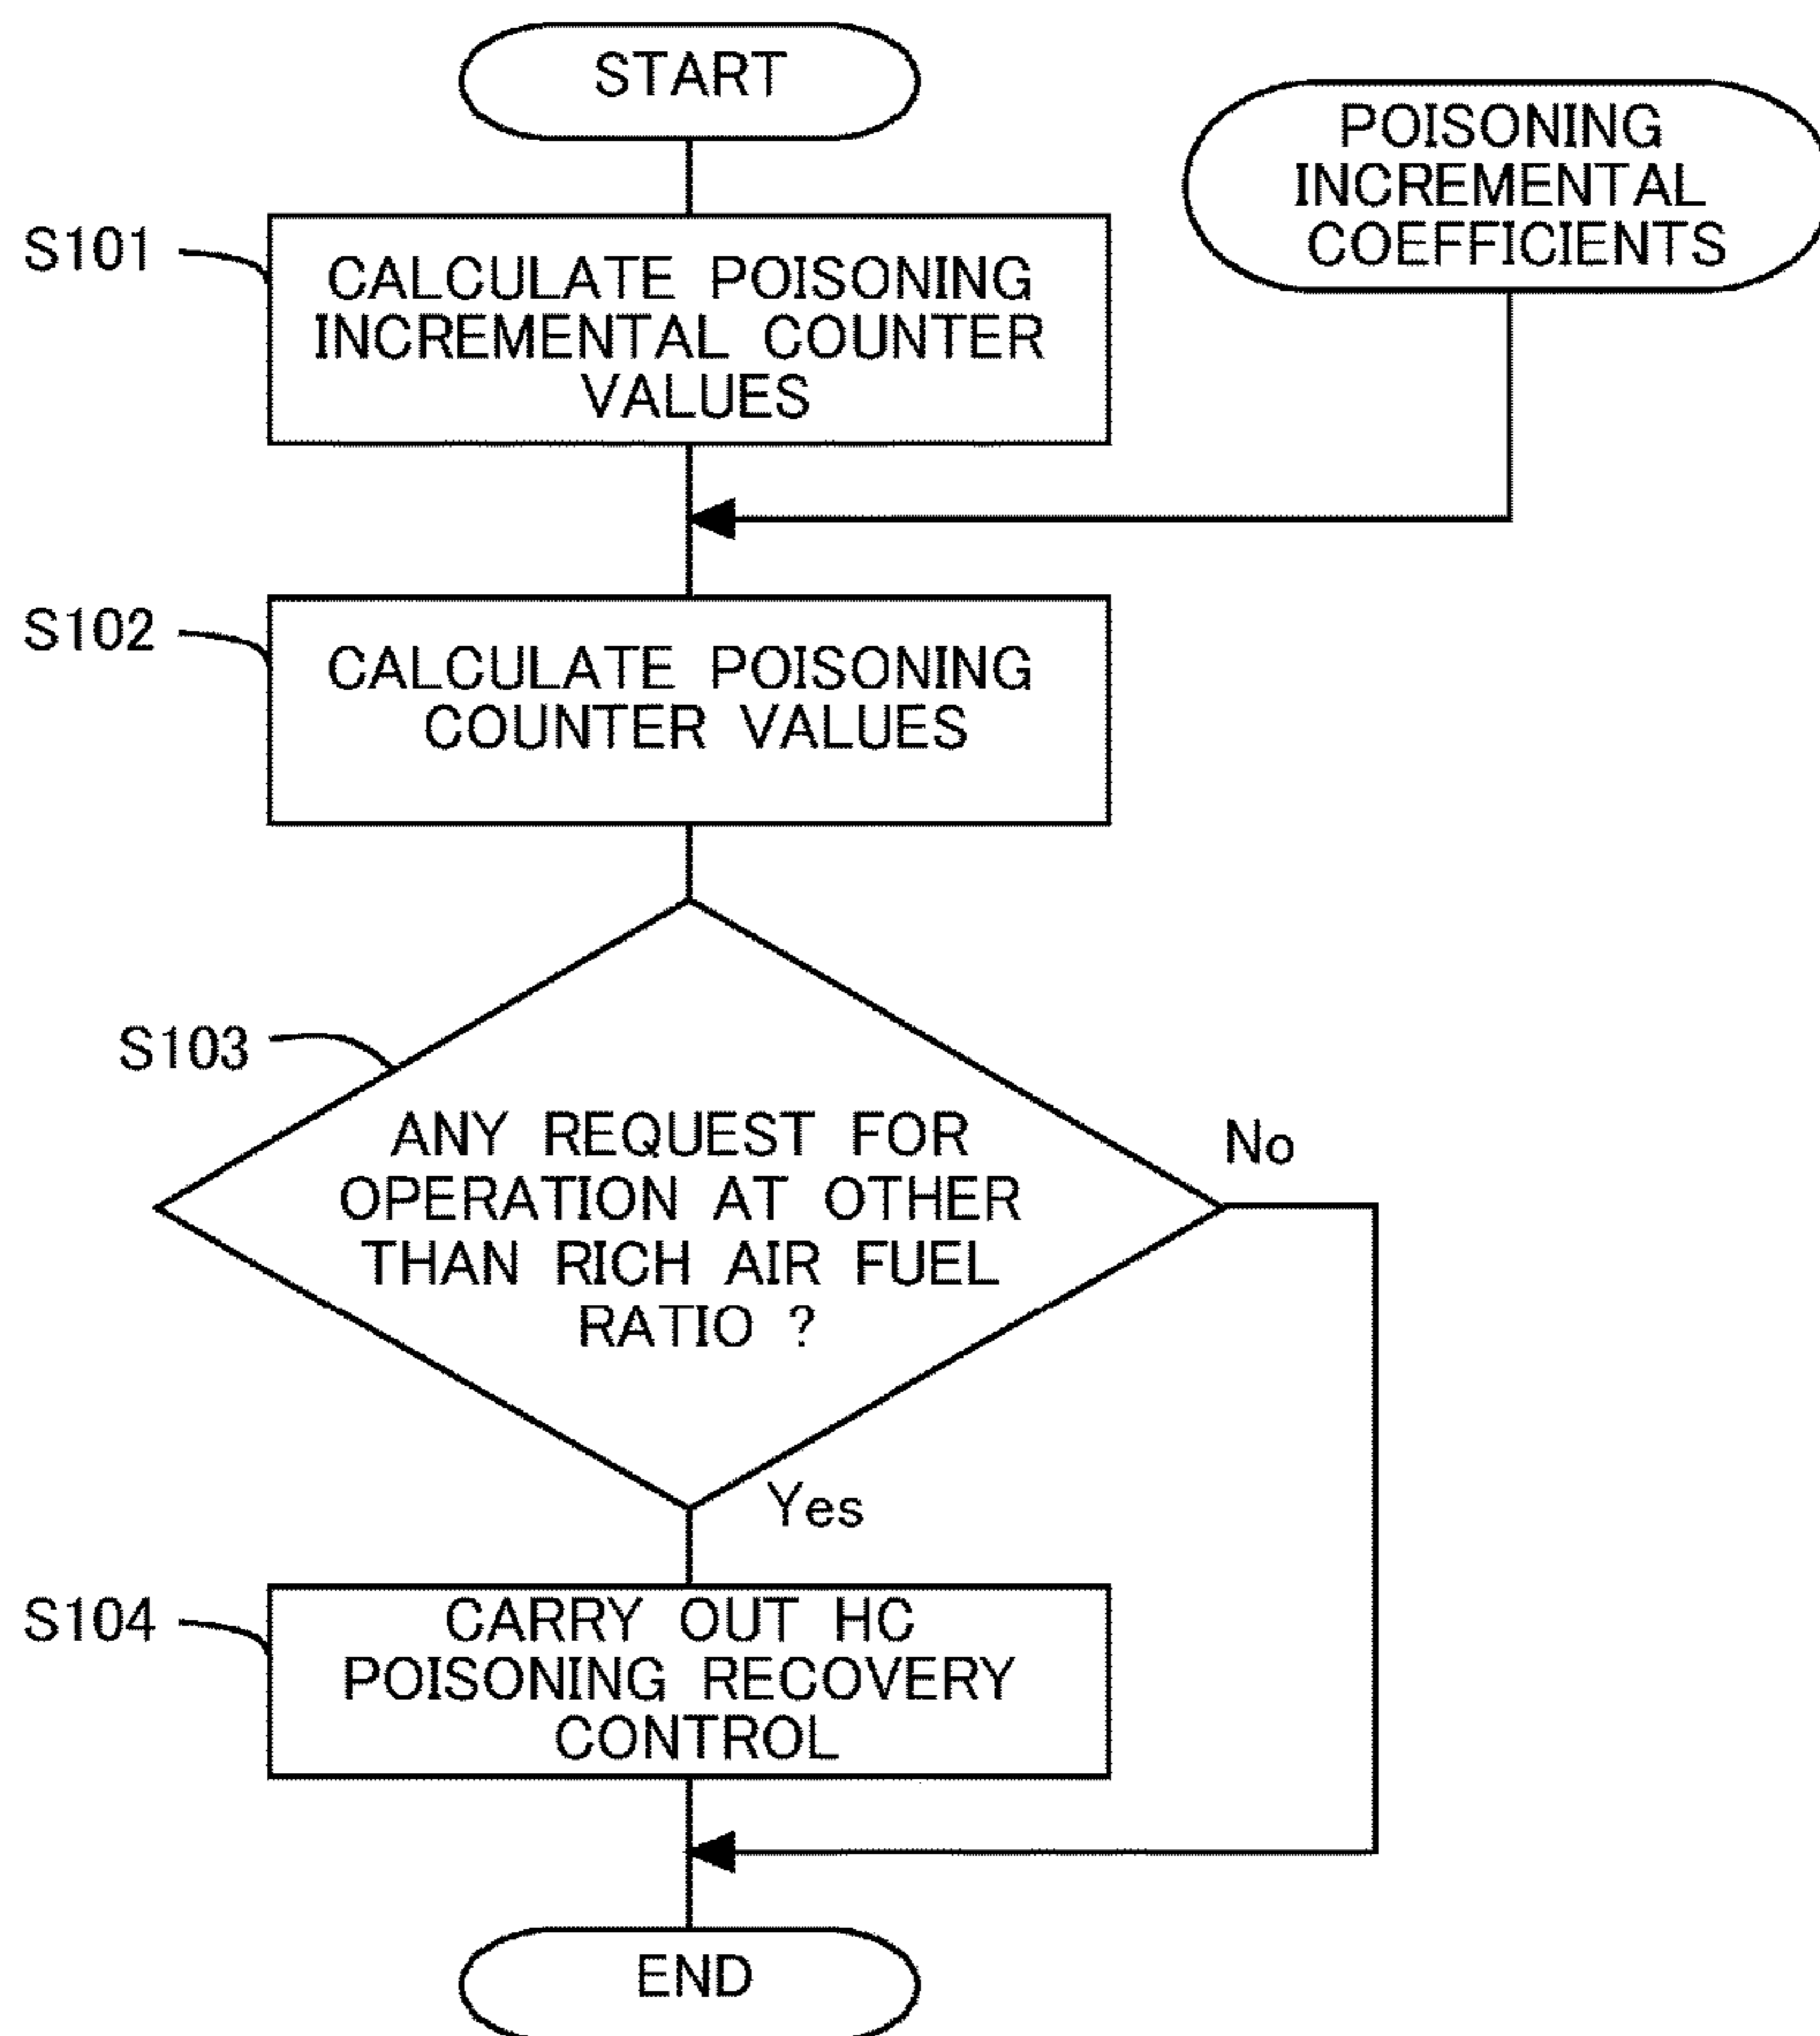 START
POISONING
INCREMENTAL
COEFFICIENTS
S101
CALCULATE POISONING
INCREMENTAL COUNTER
VALUES
S102
CALCULATE POISONING
COUNTER VALUES
S103
ANY REQUEST FOR
OPERATION AT OTHER
THAN RICH AIR FUEL
RATIO ?
No
Yes
S104
CARRY OUT HC
POISONING RECOVERY
CONTROL
END